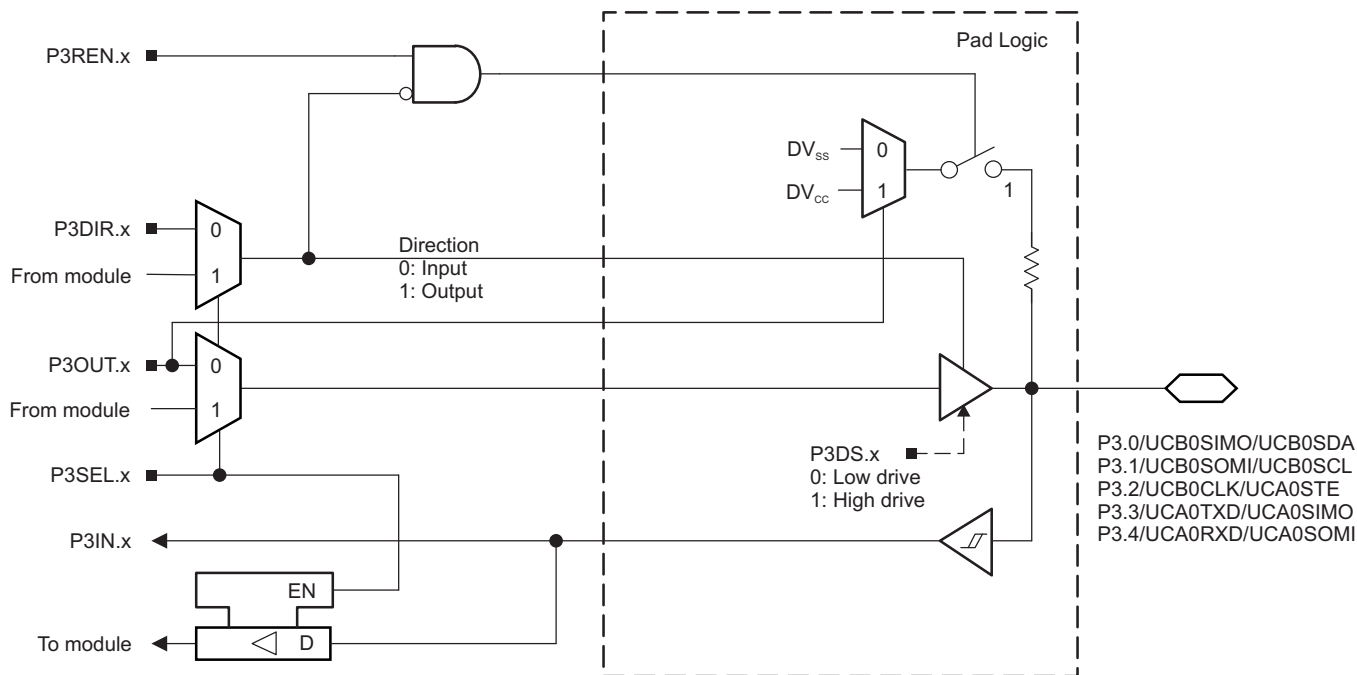 Pad Logic
P3REN.x
DVSS
0
DVCC
1
1
P3DIR.x
0
From module
1
Direction
0: Input
1: Output
P3OUT.x
0
From module
1
P3SEL.x
P3DS.x
0: Low drive
1: High drive
P3.0/UCB0SIMO/UCB0SDA
P3.1/UCB0SOMI/UCB0SCL
P3.2/UCB0CLK/UCA0STE
P3.3/UCA0TXD/UCA0SIMO
P3.4/UCA0RXD/UCA0SOMI
P3IN.x
EN
To module
D